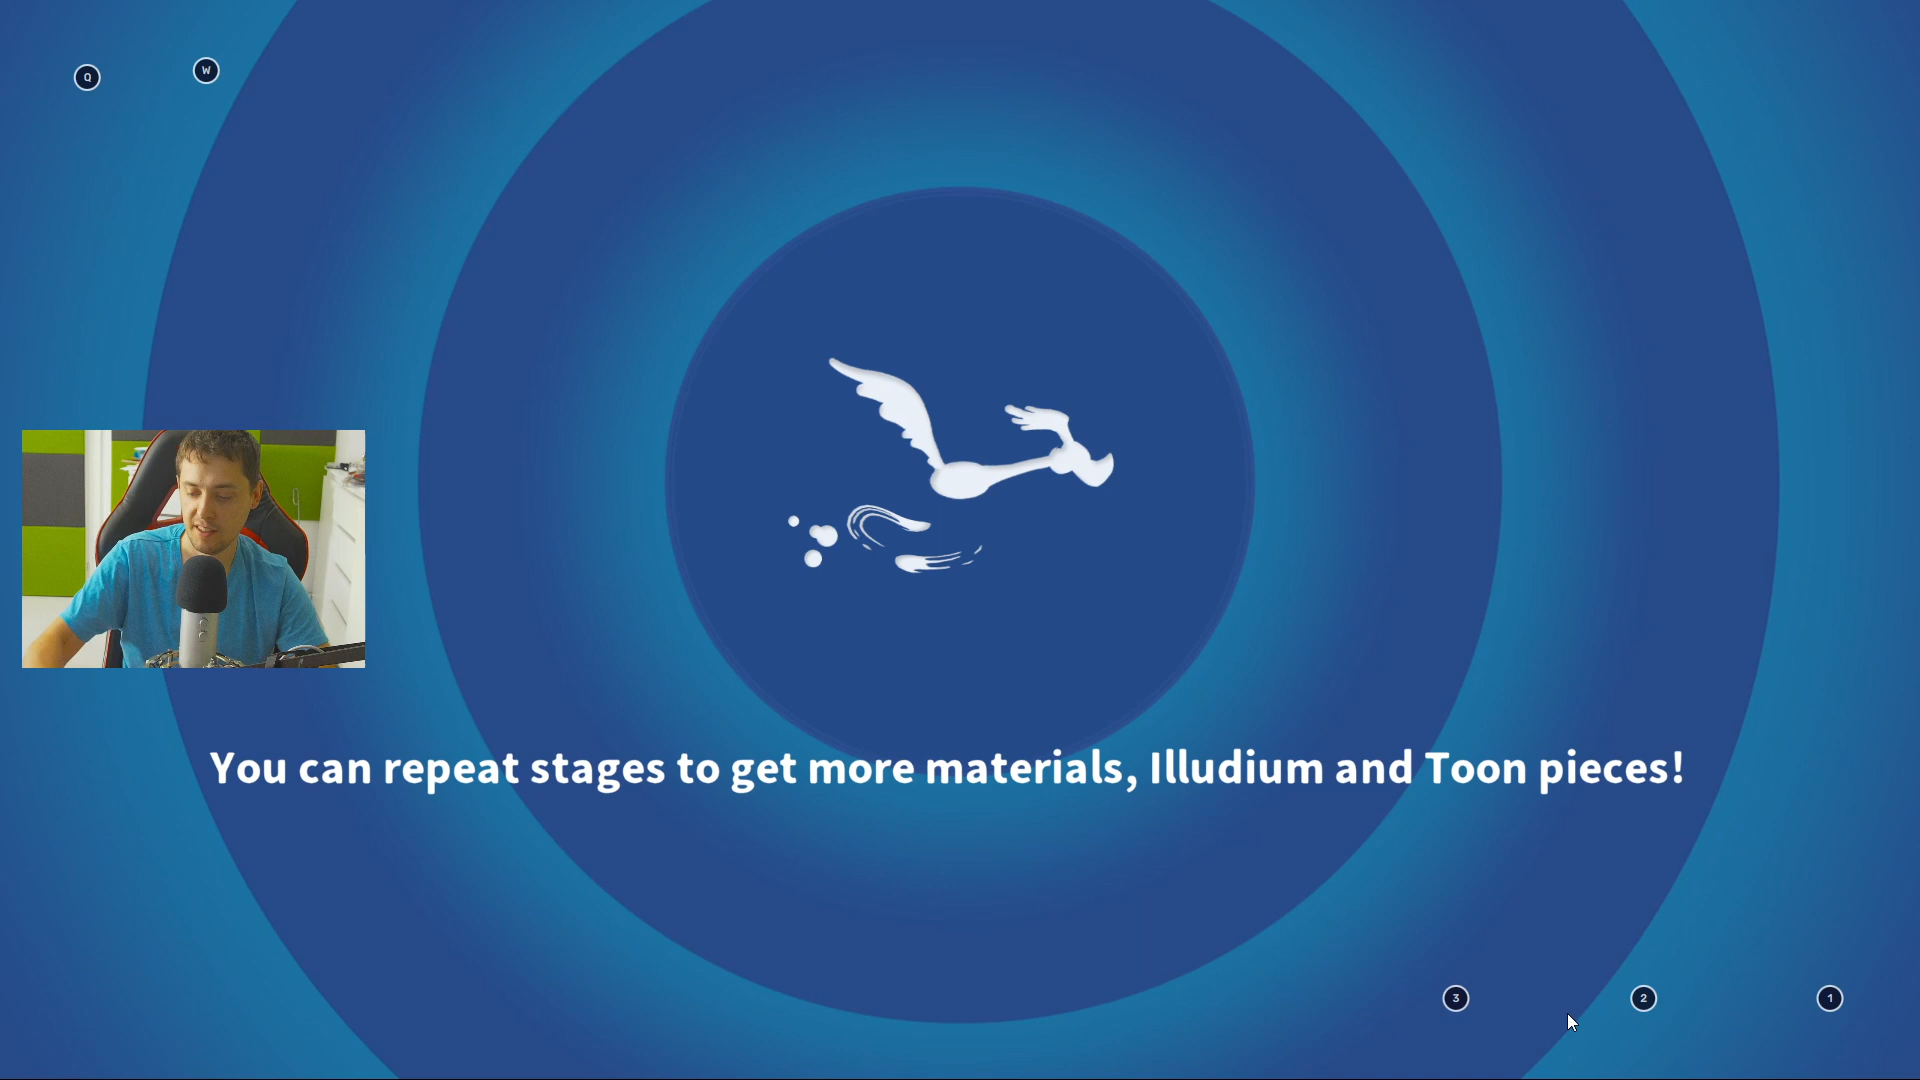 Q
W
You can repeat stages to get more materials, Illudium and Toon pieces!
3
2
1